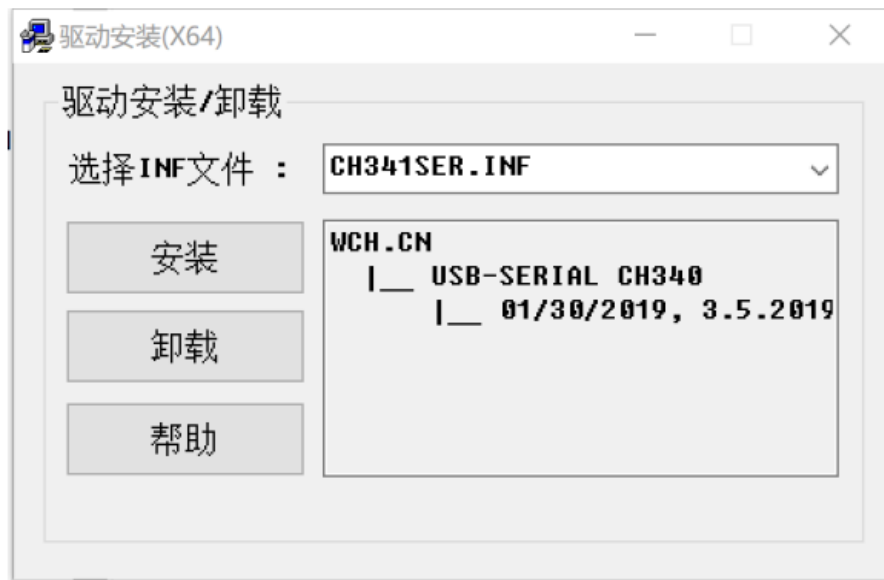 驱动安装(X64)
驱动安装/卸载
选择INF文件 : CH341SER.INF
安装
卸载
帮助
WCH.CN
|__ USB-SERIAL CH340
|__ 01/30/2019, 3.5.2019